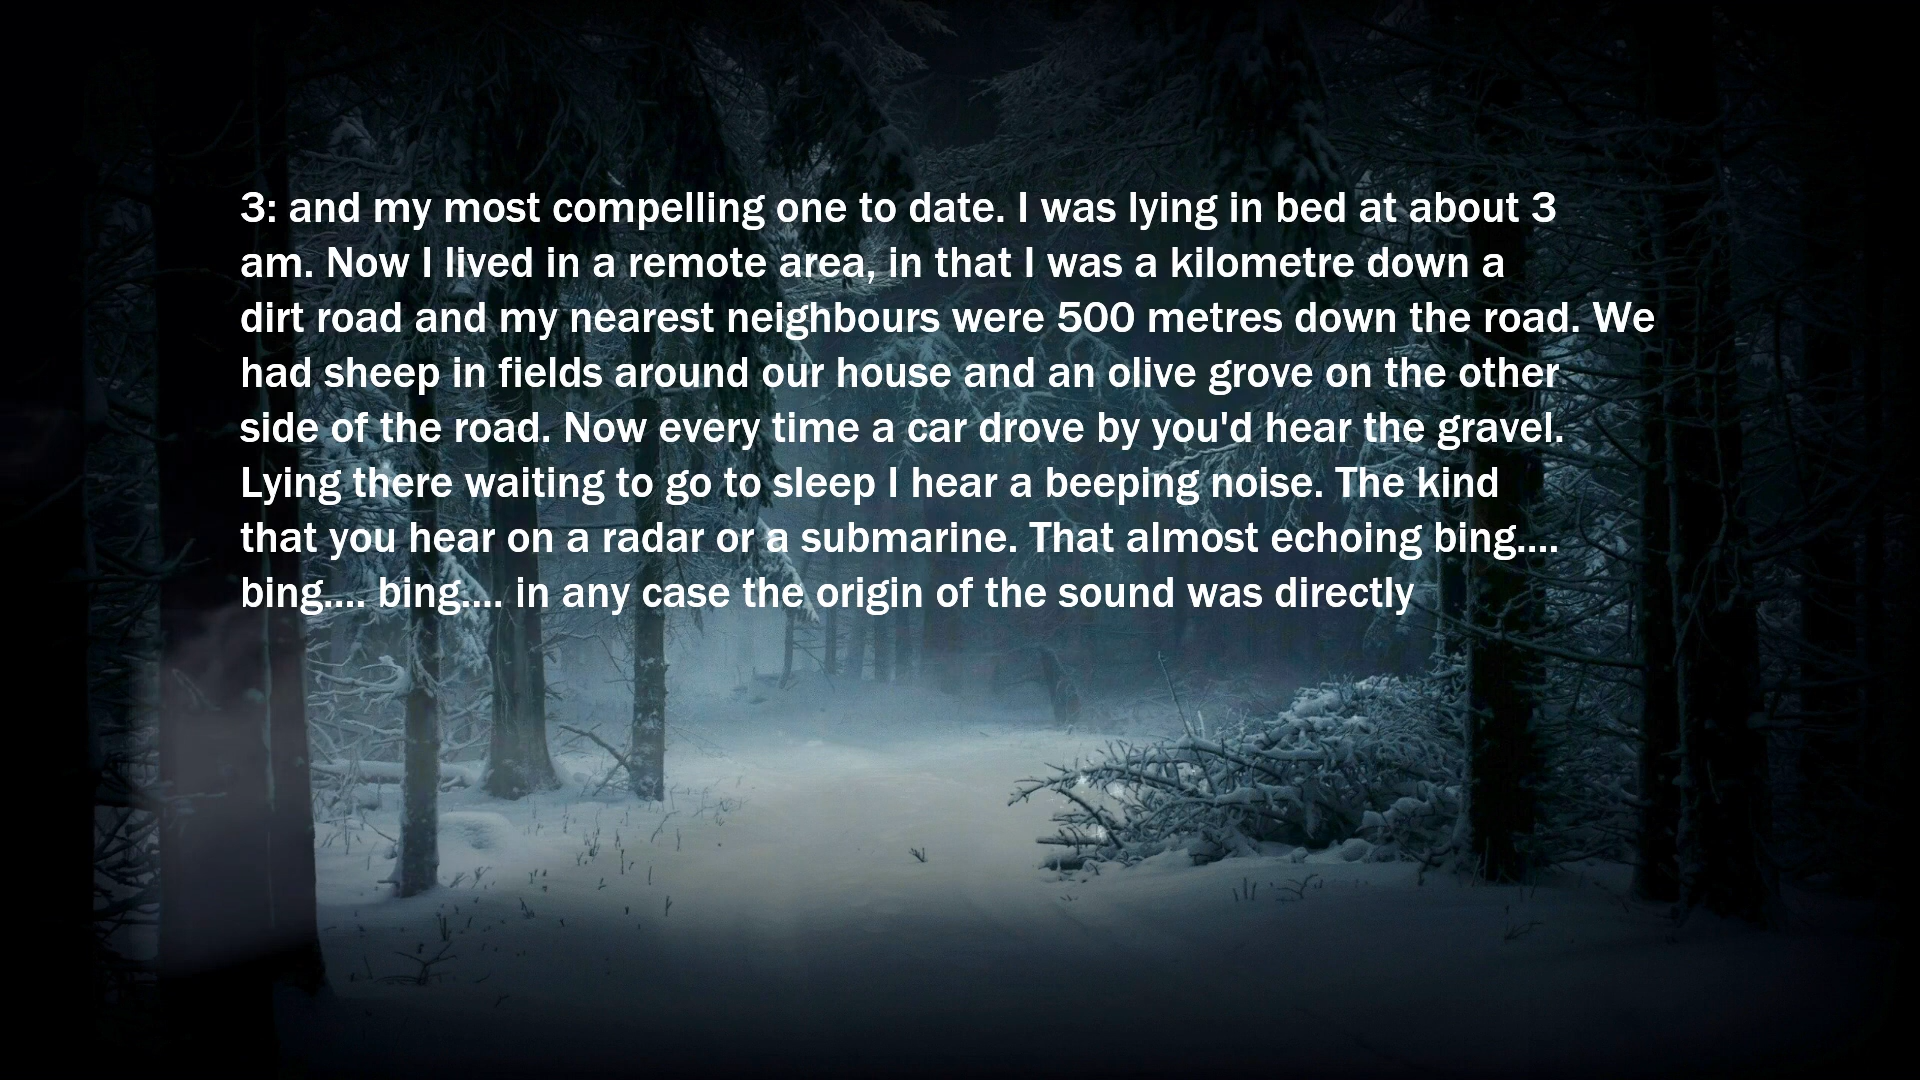 3: and my most compelling one to date. I was lying in bed at about 3
am. Now I lived in a remote area, in that I was a kilometre down a
dirt road and my nearest neighbours were 500 metres down the road. We
had sheep in fields around our house and an olive grove on the other
side of the road. Now every time a car drove by you'd hear the gravel.
Lying there waiting to go to sleep I hear a beeping noise. The kind
that you hear on a radar or a submarine. That almost echoing bing....
bing.... bing.... in any case the origin of the sound was directly